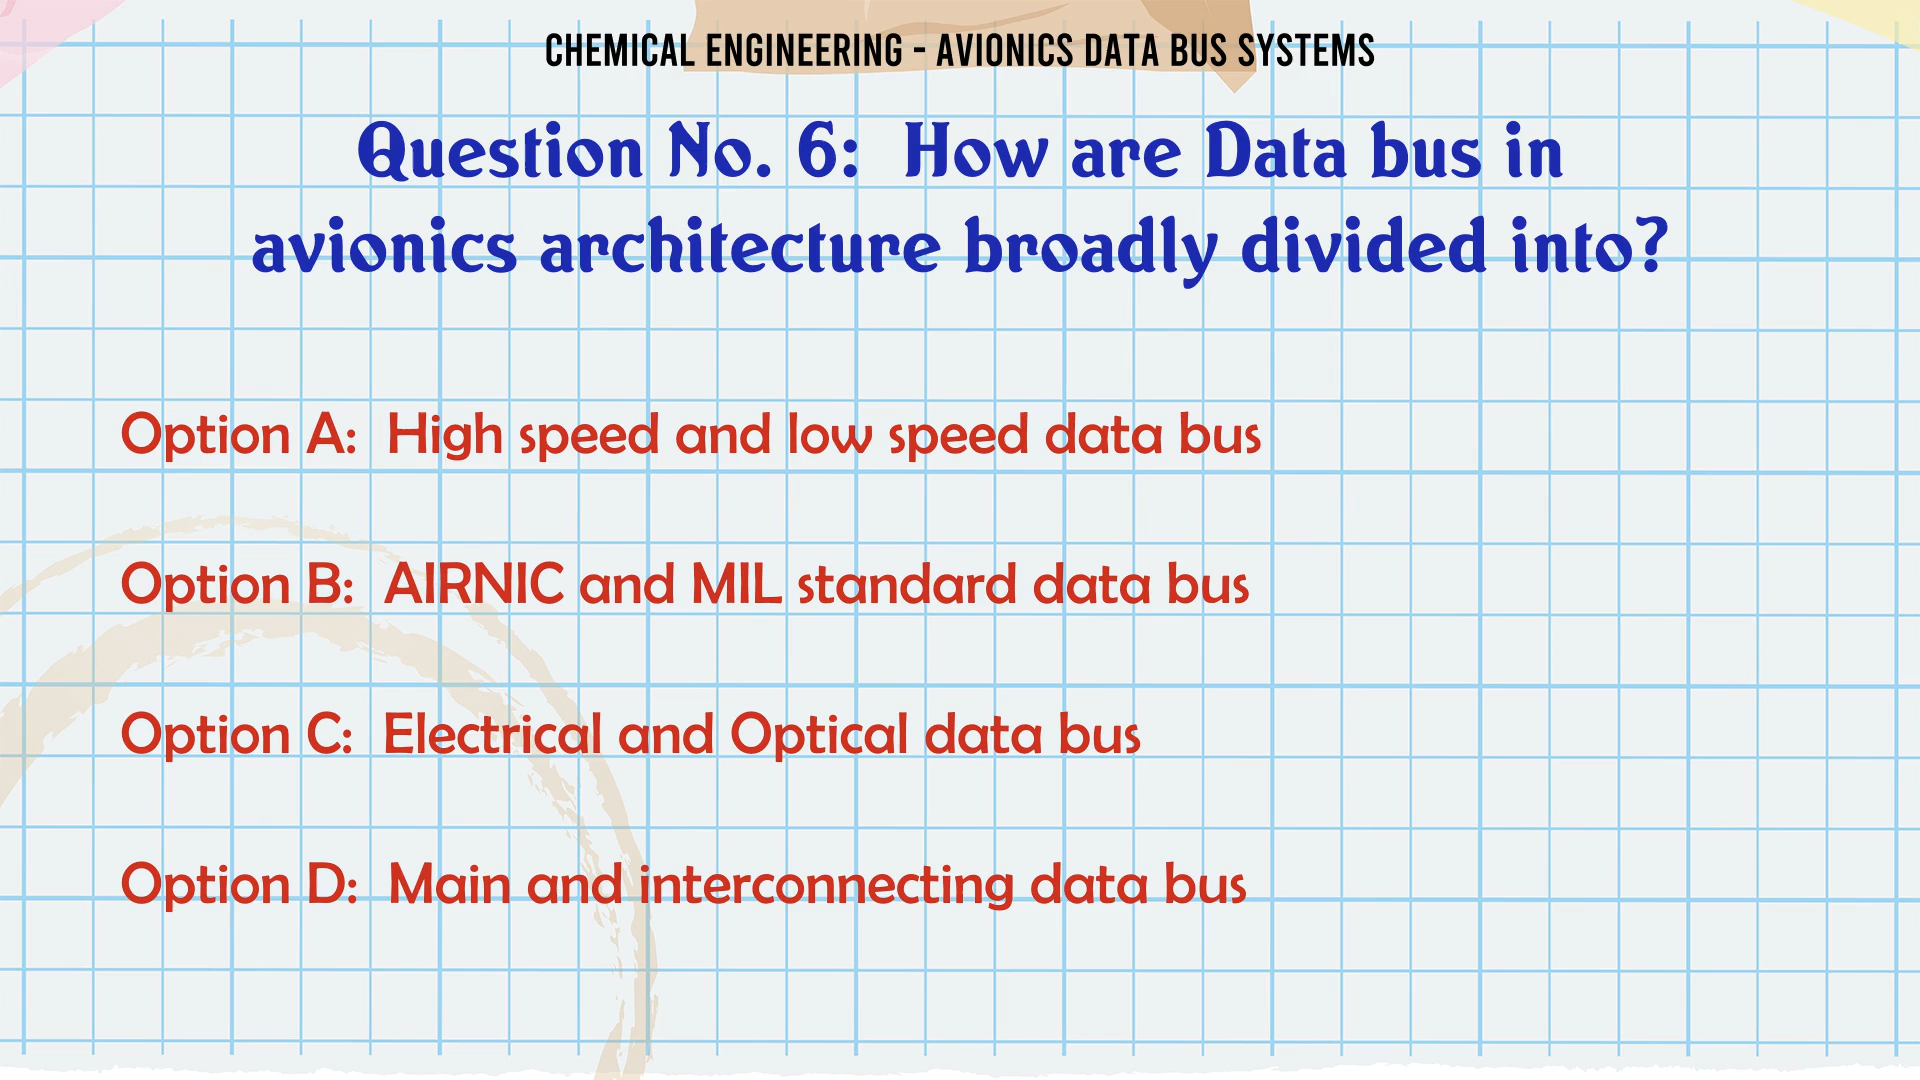 CHEMICAL ENGINEERING - AVIONICS DATA BUS SYSTEMS
Question No. 6: How are Data bus in
avionics architecture broadly divided into?
Option A: High speed and low speed data bus
Option B: AIRNIC and MIL standard data bus
Option C: Electrical and Optical data bus
Option D: Main and interconnecting data bus